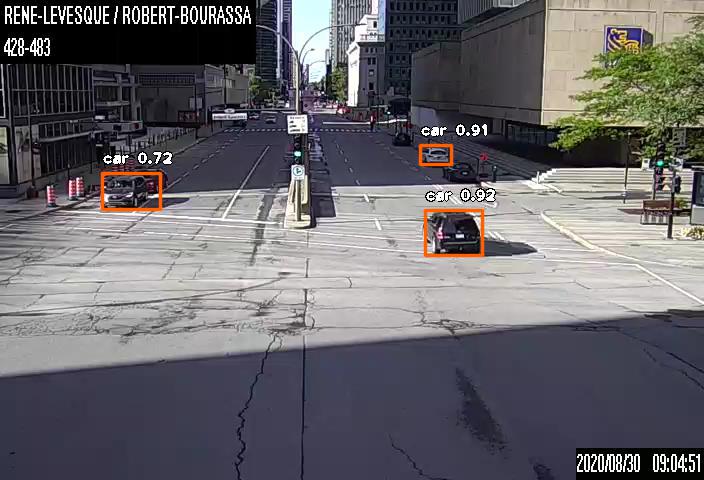 RENE-LEVESQUE / ROBERT-BOURASSA
428-483
car 0.91
car 0.72
car 0.92
2020/08/30 09:04:51